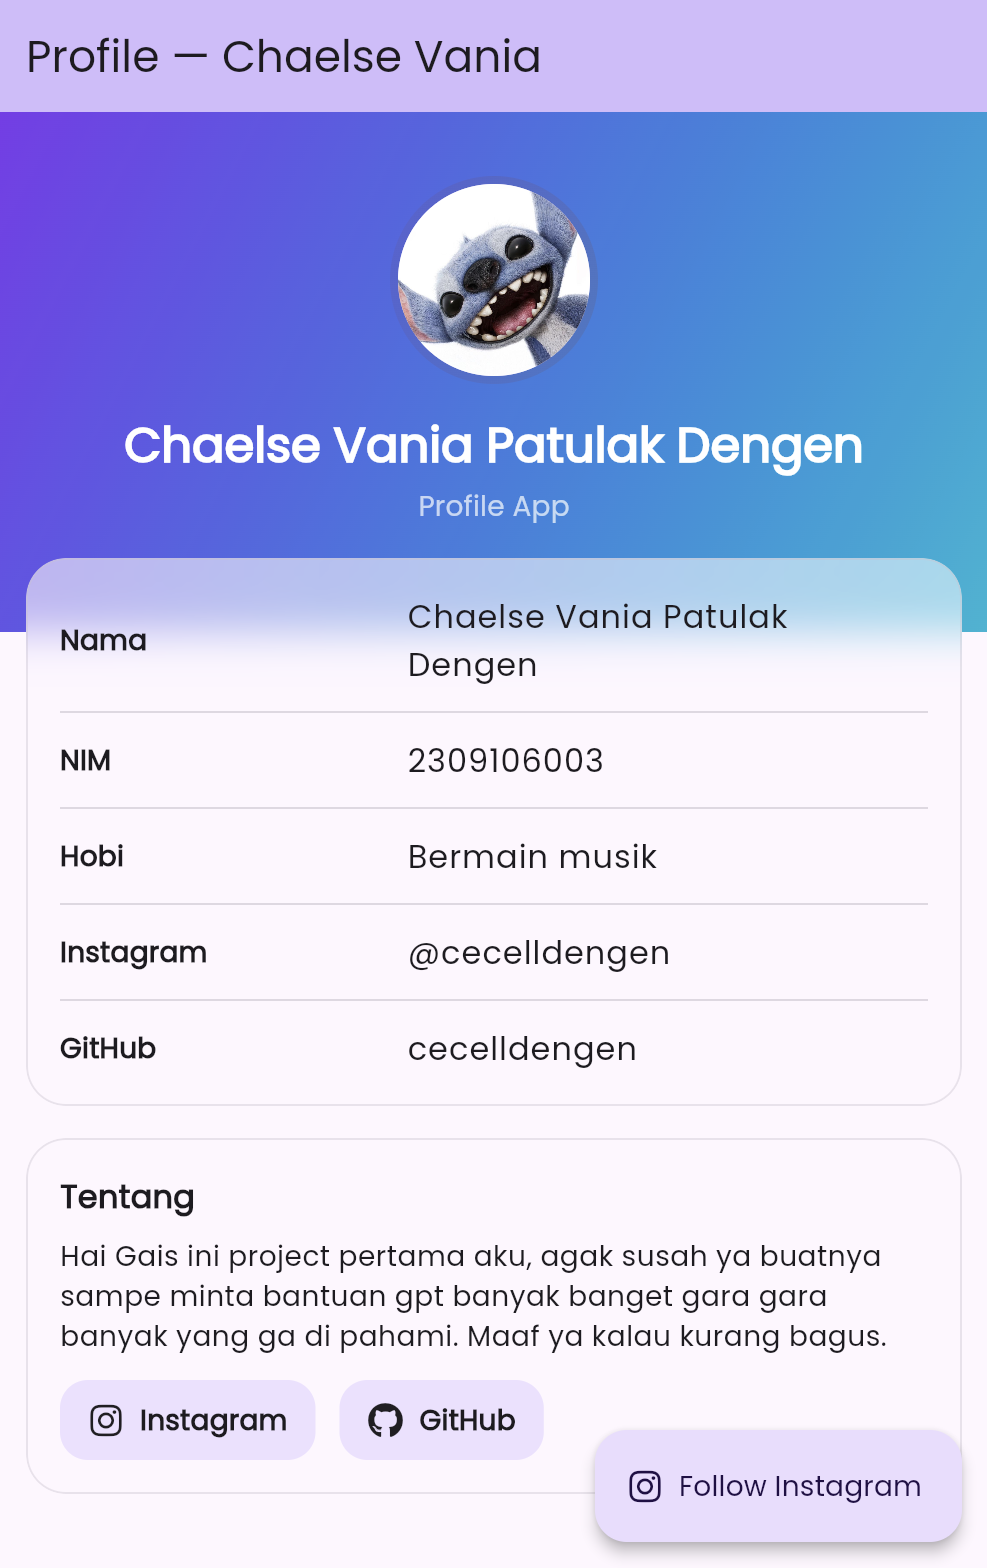 Profile — Chaelse Vania
Chaelse Vania Patulak Dengen
Profile App
Nama
Chaelse Vania Patulak
Dengen
NIM
2309106003
Hobi
Bermain musik
Instagram
@cecelldengen
GitHub
cecelldengen
Tentang
Hai Gais ini project pertama aku, agak susah ya buatnya
sampe minta bantuan gpt banyak banget gara gara
banyak yang ga di pahami. Maaf ya kalau kurang bagus.
Instagram
GitHub
Follow Instagram